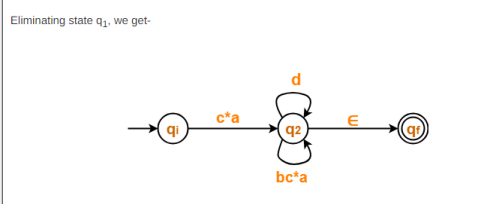 Eliminating state q₁, we get-
d
c*a
∈
qi
q2
qf
bc*a